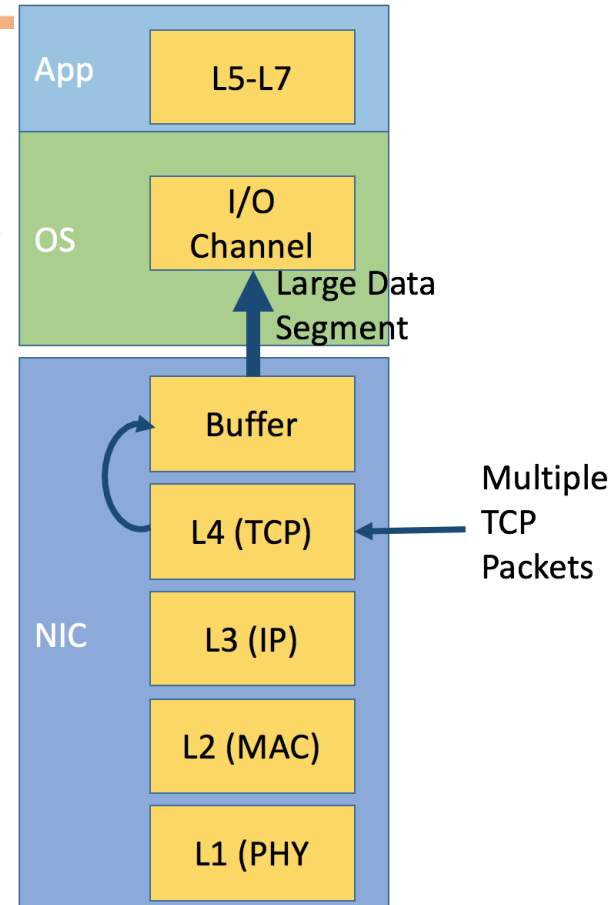 App
L5-L7
OS
I/O
Channel
Large Data
Segment
Buffer
L4 (TCP)
Multiple
TCP
Packets
NIC
L3 (IP)
L2 (MAC)
L1 (PHY